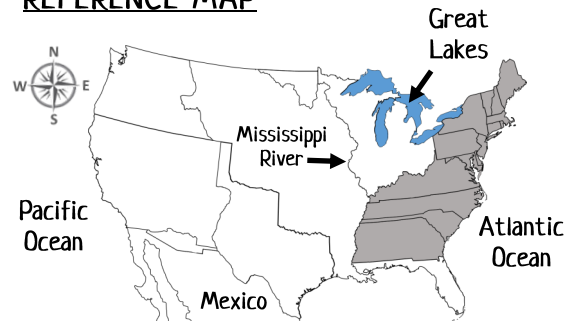 REFERENCE MAP
Great
Lakes
N
W E
S
Mississippi
River
Pacific
Ocean
Atlantic
Ocean
Mexico